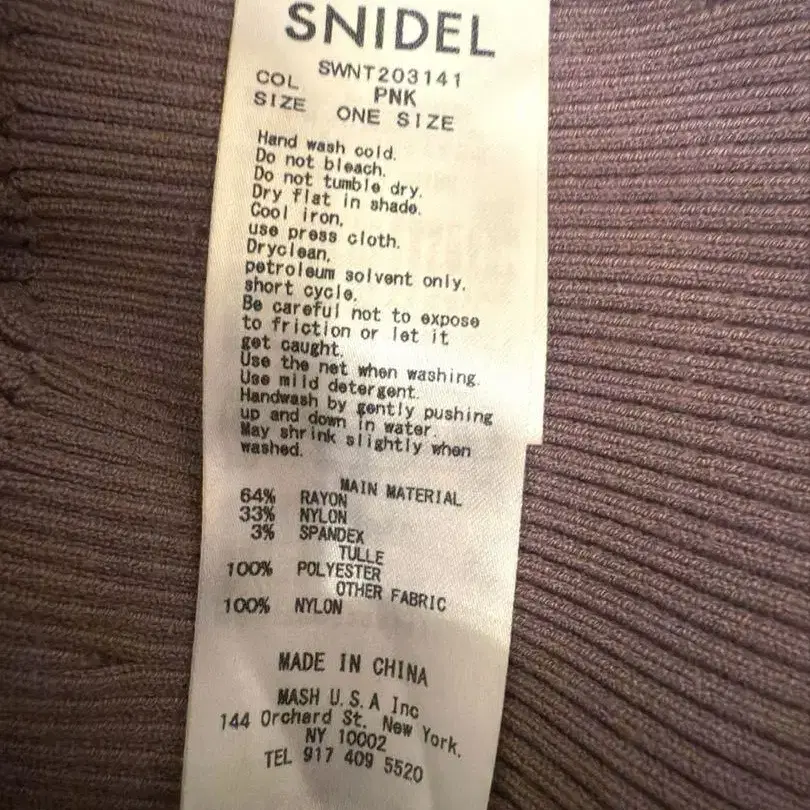 SNIDEL
SWNT203141
COL PNK
SIZE ONE SIZE
Hand wash cold.
Do not bleach.
Do not tumble dry.
Dry flat in shade.
Cool iron,
use press cloth.
Dryclean,
petroleum solvent only,
short cycle.
Be careful not to expose
to friction or let it
get caught.
Use the net when washing.
Use mild detergent.
Handwash by gently pushing
up and down in water.
May shrink slightly when
washed.
MAIN MATERIAL
64% RAYON
33% NYLON
3% SPANDEX
TULLE
100% POLYESTER
OTHER FABRIC
100% NYLON
MADE IN CHINA
MASH U.S.A Inc
144 Orchard St. New York,
NY 10002
TEL 917 409 5520